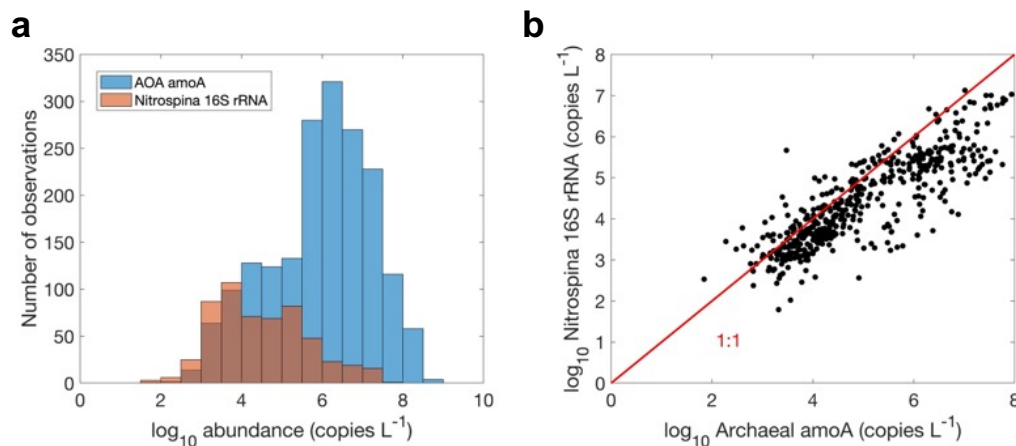 a
350
300
250
200
150
100
50
0
Number of observations
AOA amoA
Nitrospina 16S rRNA
0 2 4 6 8 10
log₁₀ abundance (copies L⁻¹)
b
8
7
6
5
4
3
2
1
0
log₁₀ Nitrospina 16S rRNA (copies L⁻¹)
1:1
0 2 4 6 8
log₁₀ Archaeal amoA (copies L⁻¹)